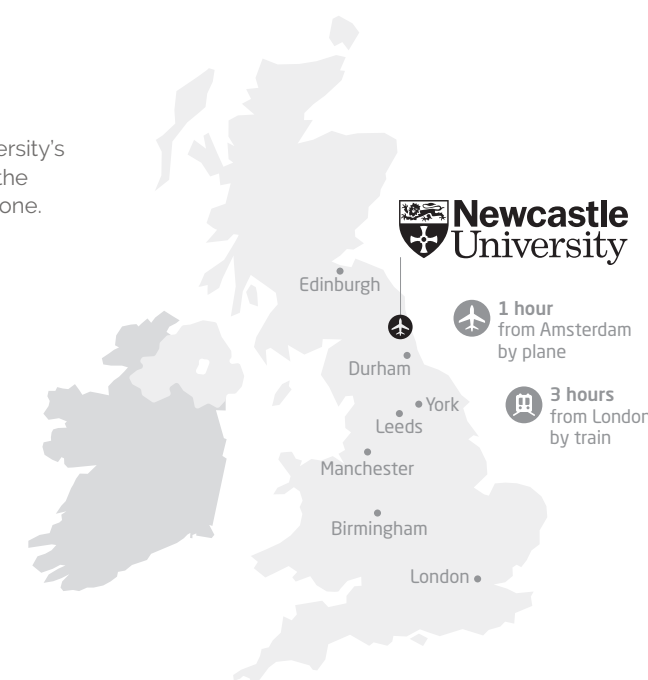 ersity's
the
one.
Newcastle
University
Edinburgh
1 hour
from Amsterdam
by plane
Durham
3 hours
from London
by train
York
Leeds
Manchester
Birmingham
London